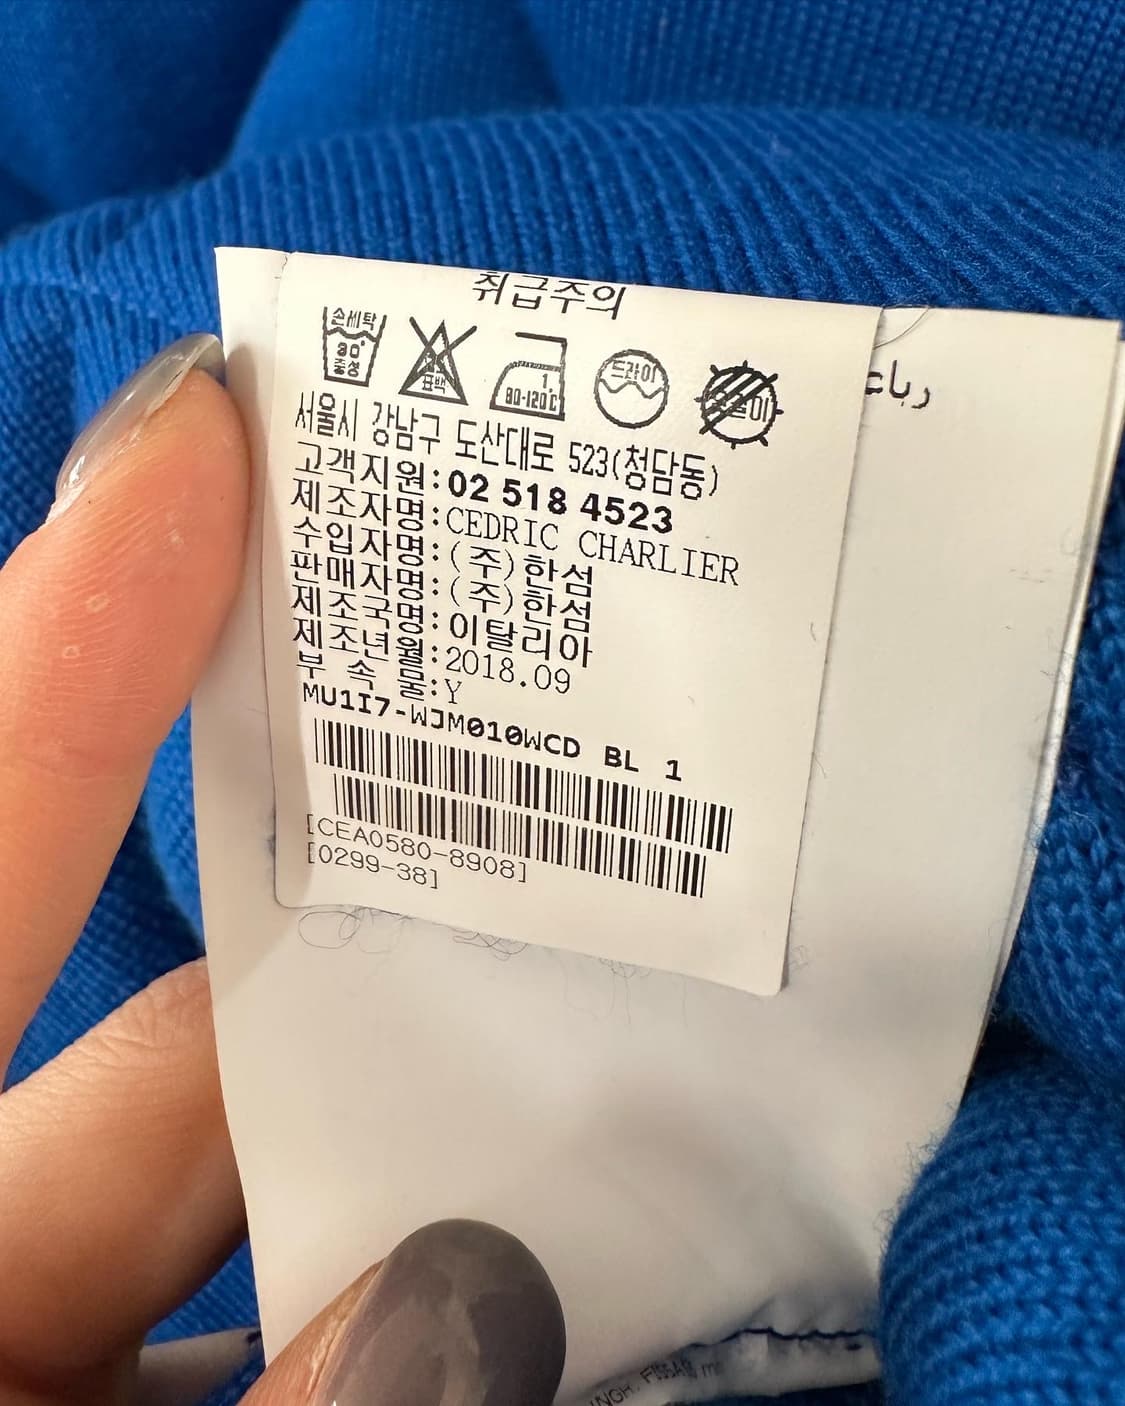 취급주의
손세탁
30°
중성
표백
1.
80-120℃
드라이
옷걸이
رباع
서울시 강남구 도산대로 523(청담동)
고객지원:02 518 4523
제조자명:CEDRIC CHARLIER
수입자명:(주)한섬
판매자명:(주)한섬
제조국명:이탈리아
제조년월:2018.09
부 속 물:Y
MU1I7-WJM010WCD BL 1
[CEA0580-8908]
[0299-38]